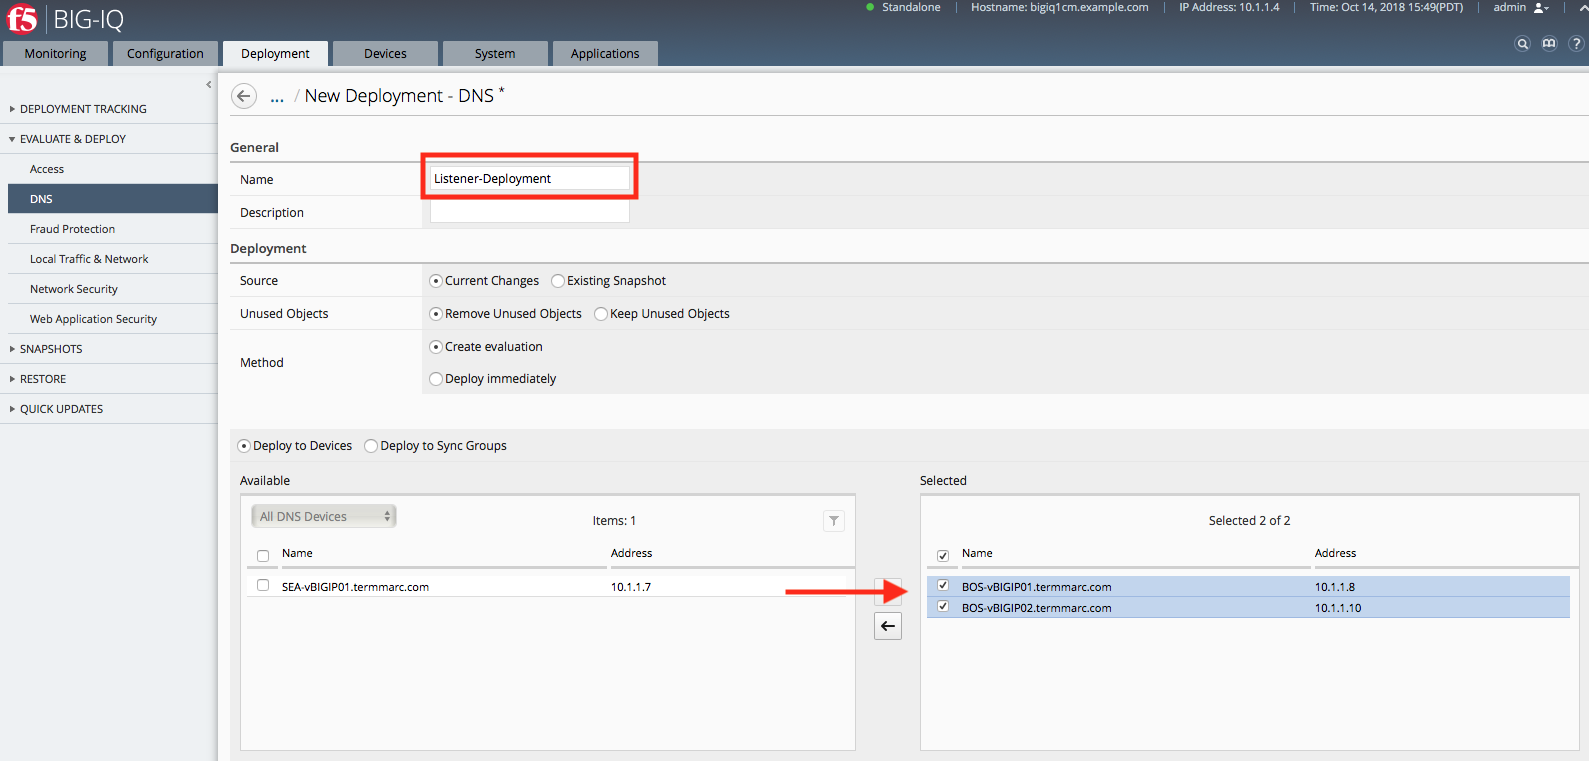 f5 BIG-IQ
Standalone Hostname: bigiq1cm.example.com IP Address: 10.1.1.4 Time: Oct 14, 2018 15:49(PDT) admin
Monitoring Configuration Deployment Devices System Applications
?
DEPLOYMENT TRACKING
EVALUATE & DEPLOY
Access
DNS
Fraud Protection
Local Traffic & Network
Network Security
Web Application Security
SNAPSHOTS
RESTORE
QUICK UPDATES
... / New Deployment - DNS *
General
Name Listener-Deployment
Description
Deployment
Source Current Changes Existing Snapshot
Unused Objects Remove Unused Objects Keep Unused Objects
Method Create evaluation
Deploy immediately
Deploy to Devices Deploy to Sync Groups
Available
All DNS Devices Items: 1
Name Address
SEA-vBIGIP01.termmarc.com 10.1.1.7
Selected
Selected 2 of 2
Name Address
BOS-vBIGIP01.termmarc.com 10.1.1.8
BOS-vBIGIP02.termmarc.com 10.1.1.10